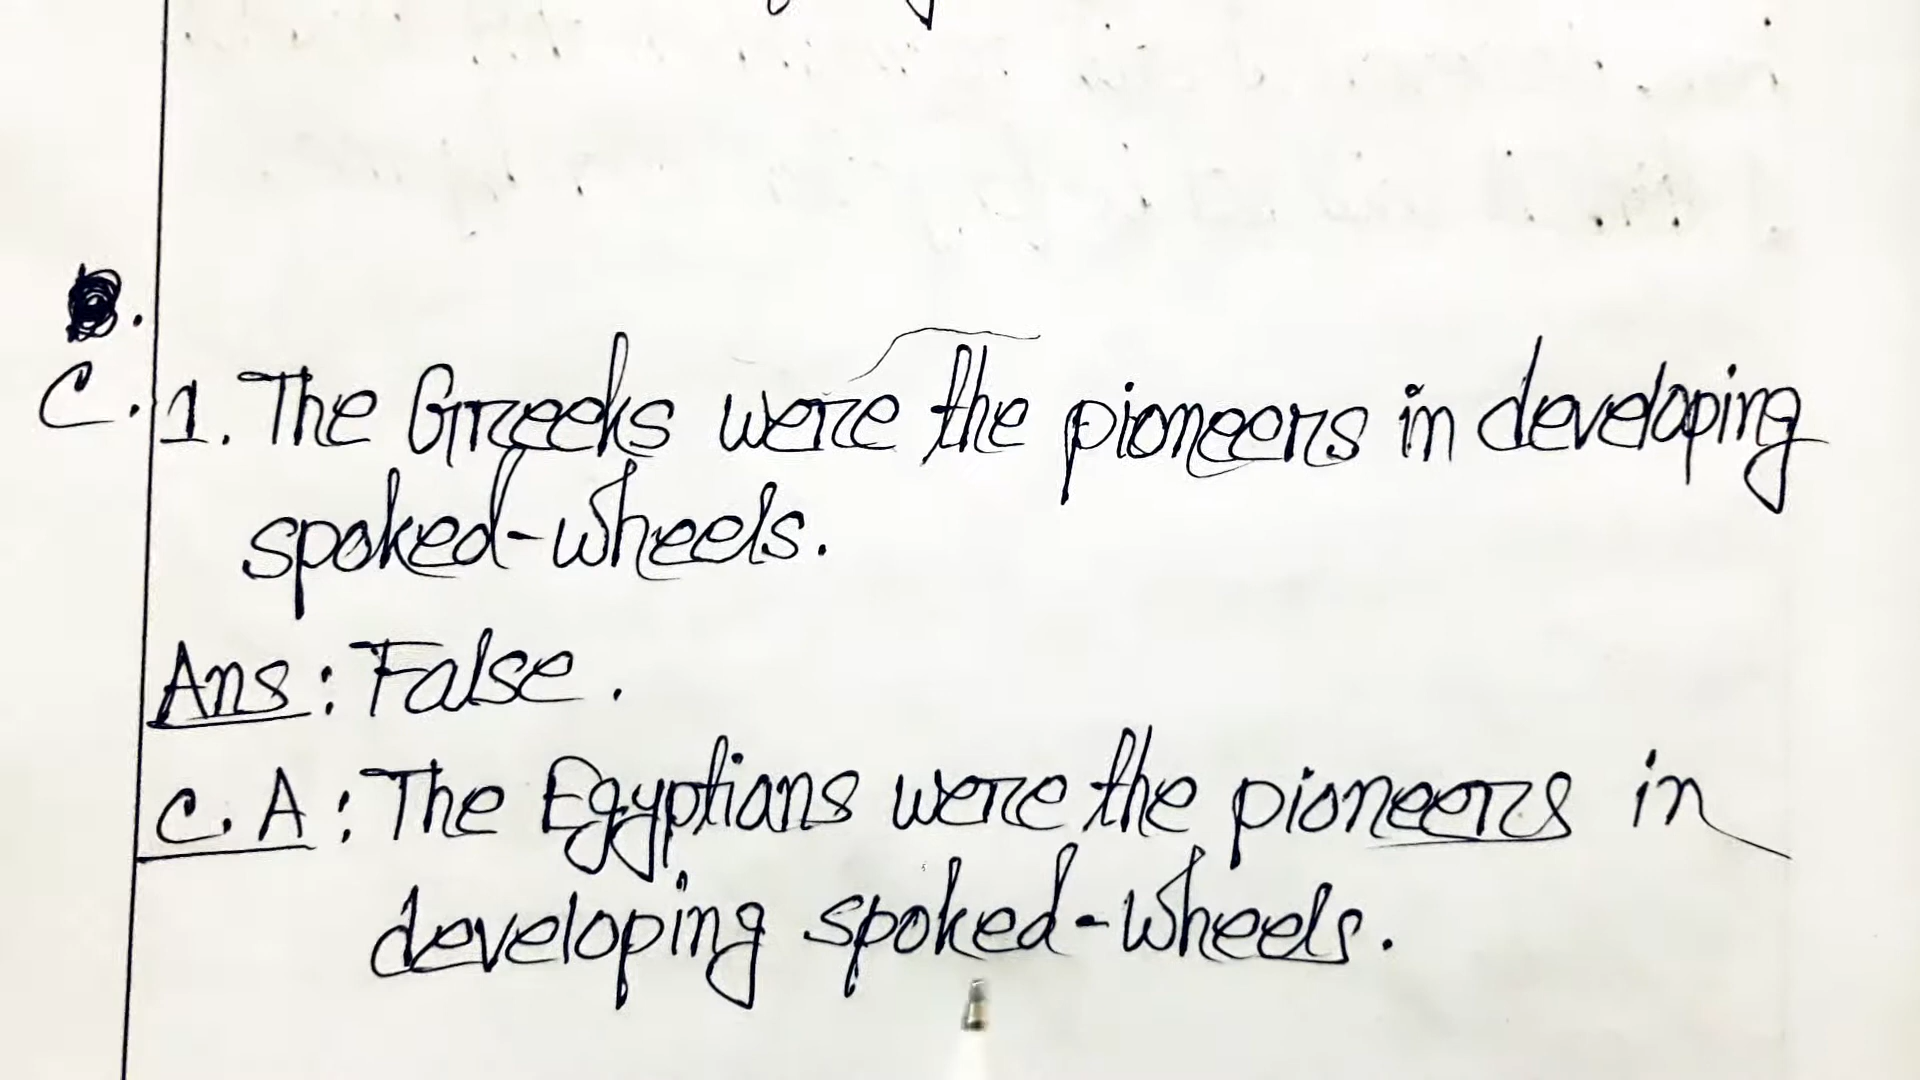 C. 1. The Greeks were the pioneers in developing
spoked-wheels.
Ans: False.
C. A: The Egyptians were the pioneers in
developing spoked-wheels.